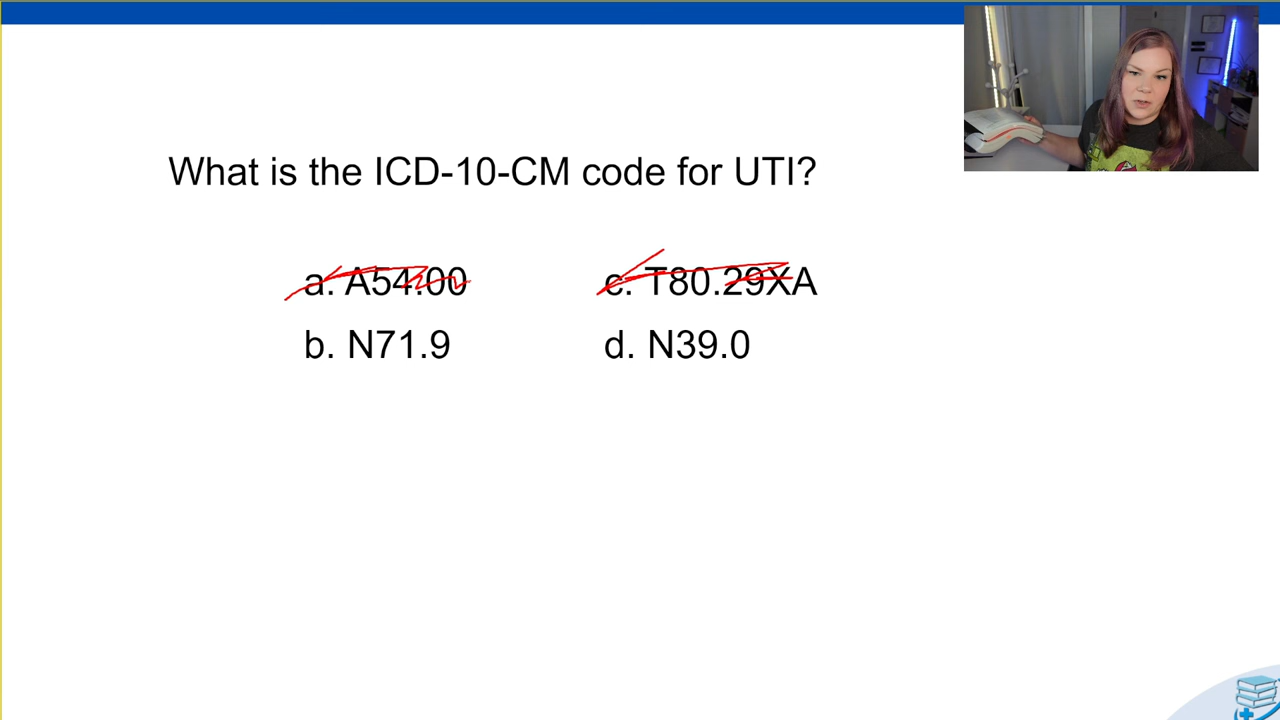 What is the ICD-10-CM code for UTI?
a. A54.00
c. T80.29XA
b. N71.9
d. N39.0